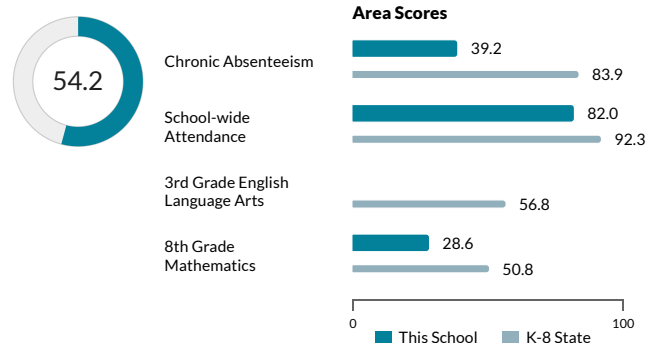 Area Scores
54.2
Chronic Absenteeism
39.2
83.9
School-wide
Attendance
82.0
92.3
3rd Grade English
Language Arts
56.8
8th Grade
Mathematics
28.6
50.8
0
100
This School
K-8 State